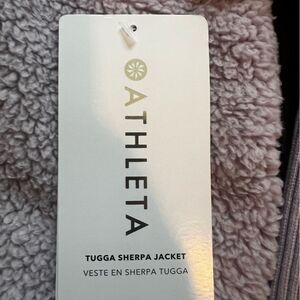 ATHLETA
TUGGA SHERPA JACKET
VESTE EN SHERPA TUGGA